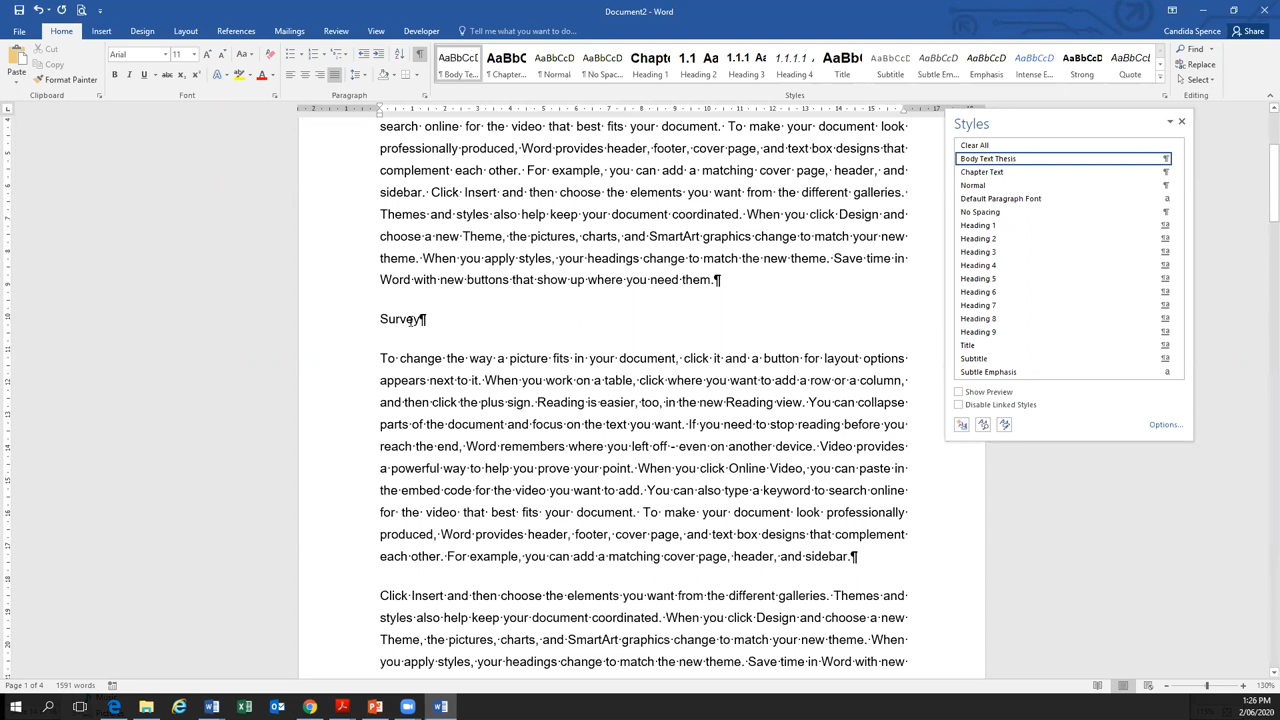 Document2 - Word
Candida Spence
File Home Insert Design Layout References Mailings Review View Developer Tell me what you want to do Share
Paste
Cut
Copy
Format Painter
Arial 11
Clipboard Font Paragraph Styles Editing
AaBbCcI AaBbC AaBbCcD AaBbCcD Chapte 1.1 1.1 Aa 1.1.1.1. AaBb AaBbCcD AaBbCcD AaBbCcD AaBbCcD AaBbCcD AaBbCcD
¶ Body Te... ¶ Chapter... ¶ Normal ¶ No Spac... Heading 1 Heading 2 Heading 3 Heading 4 Title Subtitle Subtle Em... Emphasis Intense E... Strong Quote
Find
Replace
Select
search online for the video that best fits your document. To make your document look
professionally produced, Word provides header, footer, cover page, and text box designs that
complement each other. For example, you can add a matching cover page, header, and
sidebar. Click Insert and then choose the elements you want from the different galleries.
Themes and styles also help keep your document coordinated. When you click Design and
choose a new Theme, the pictures, charts, and SmartArt graphics change to match your new
theme. When you apply styles, your headings change to match the new theme. Save time in
Word with new buttons that show up where you need them.¶
Survey¶
To change the way a picture fits in your document, click it and a button for layout options
appears next to it. When you work on a table, click where you want to add a row or a column,
and then click the plus sign. Reading is easier, too, in the new Reading view. You can collapse
parts of the document and focus on the text you want. If you need to stop reading before you
reach the end, Word remembers where you left off - even on another device. Video provides
a powerful way to help you prove your point. When you click Online Video, you can paste in
the embed code for the video you want to add. You can also type a keyword to search online
for the video that best fits your document. To make your document look professionally
produced, Word provides header, footer, cover page, and text box designs that complement
each other. For example, you can add a matching cover page, header, and sidebar.¶
Click Insert and then choose the elements you want from the different galleries. Themes and
styles also help keep your document coordinated. When you click Design and choose a new
Theme, the pictures, charts, and SmartArt graphics change to match your new theme. When
you apply styles, your headings change to match the new theme. Save time in Word with new
Styles
Clear All
Body Text Thesis ¶
Chapter Text ¶
Normal ¶
Default Paragraph Font a
No Spacing ¶
Heading 1 ¶a
Heading 2 ¶a
Heading 3 ¶a
Heading 4 ¶a
Heading 5 ¶a
Heading 6 ¶a
Heading 7 ¶a
Heading 8 ¶a
Heading 9 ¶a
Title ¶a
Subtitle ¶a
Subtle Emphasis a
Show Preview
Disable Linked Styles
Options...
Page 1 of 4 1591 words
130%
1:26 PM
2/06/2020